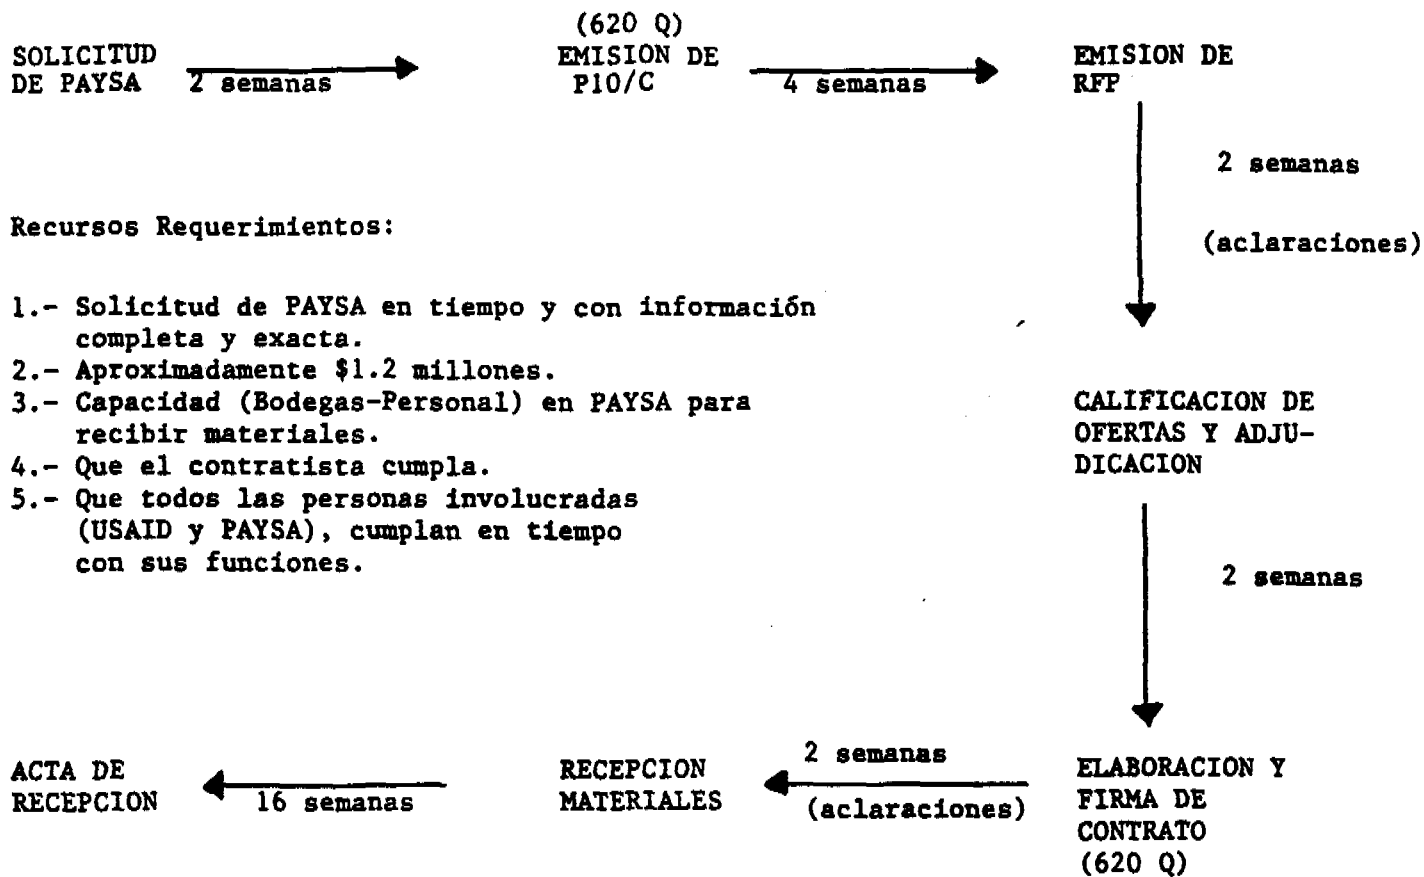 (620 Q)
SOLICITUD
DE PAYSA
2 semanas
EMISION DE
P10/C
4 semanas
EMISION DE
RFP
2 semanas
(aclaraciones)
Recursos Requerimientos:
1.- Solicitud de PAYSA en tiempo y con información
completa y exacta.
2.- Aproximadamente $1.2 millones.
3.- Capacidad (Bodegas-Personal) en PAYSA para
recibir materiales.
4.- Que el contratista cumpla.
5.- Que todos las personas involucradas
(USAID y PAYSA), cumplan en tiempo
con sus funciones.
CALIFICACION DE
OFERTAS Y ADJU-
DICACION
2 semanas
ELABORACION Y
FIRMA DE
CONTRATO
(620 Q)
2 semanas
(aclaraciones)
RECEPCION
MATERIALES
16 semanas
ACTA DE
RECEPCION